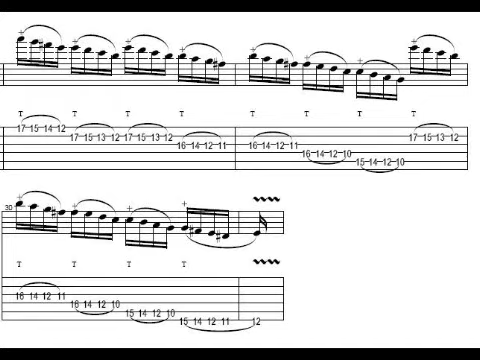 T T T T T T T T
17 15 14 12
17 15 13 12 17 15 13 12 17 15 13 12
16 14 12 11 16 14 12 11
16 14 12 10
15 14 12 10
30
T T T T
16 14 12 11
16 14 12 10
15 14 12 10
15 14 12 11 12